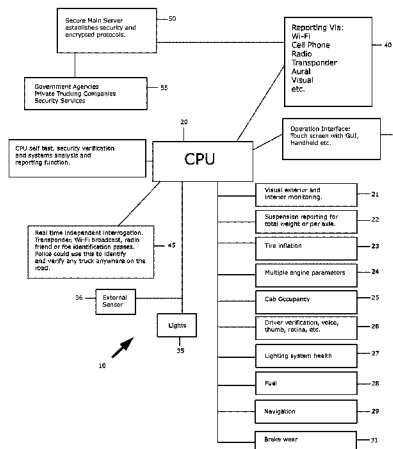 50
Secure Main Server
establishes security and
encrypted protocols.
Reporting Via:
Wi-Fi
Cell Phone
Radio
Transponder
Aural
Visual
etc.
40
Government Agencies
Private Trucking Companies
Security Services
55
20
CPU
Operation Interface:
Touch screen with GUI,
Handheld etc.
CPU self test, security verification
and systems analysis and
reporting function.
Visual exterior and
interior monitoring.
21
Suspension reporting for
total weight or per axle.
22
Tire inflation
23
Multiple engine parameters
24
Cab Occupancy
25
Driver verification, voice,
thumb, retina, etc.
26
Lighting system health
27
Fuel
28
Navigation
29
Brake wear
31
Real time independent interrogation.
Transponder, Wi-Fi broadcast, radio
friend or foe identification passes.
Police could use this to identify
and verify any truck anywhere on the
road.
45
36
External
Sensor
Lights
35
10